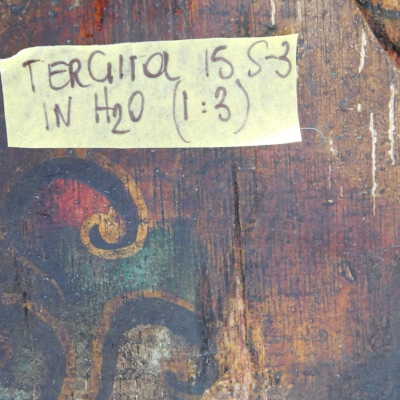 TERGITOL 15 S-3
IN H₂O (1:3)